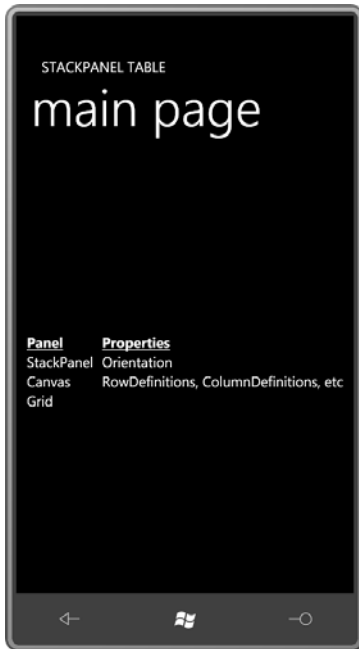 STACKPANEL TABLE
main page
Panel Properties
StackPanel Orientation
Canvas RowDefinitions, ColumnDefinitions, etc
Grid